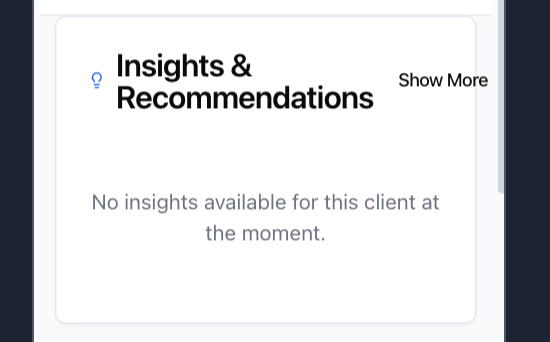 Insights &
Recommendations
Show More
No insights available for this client at
the moment.